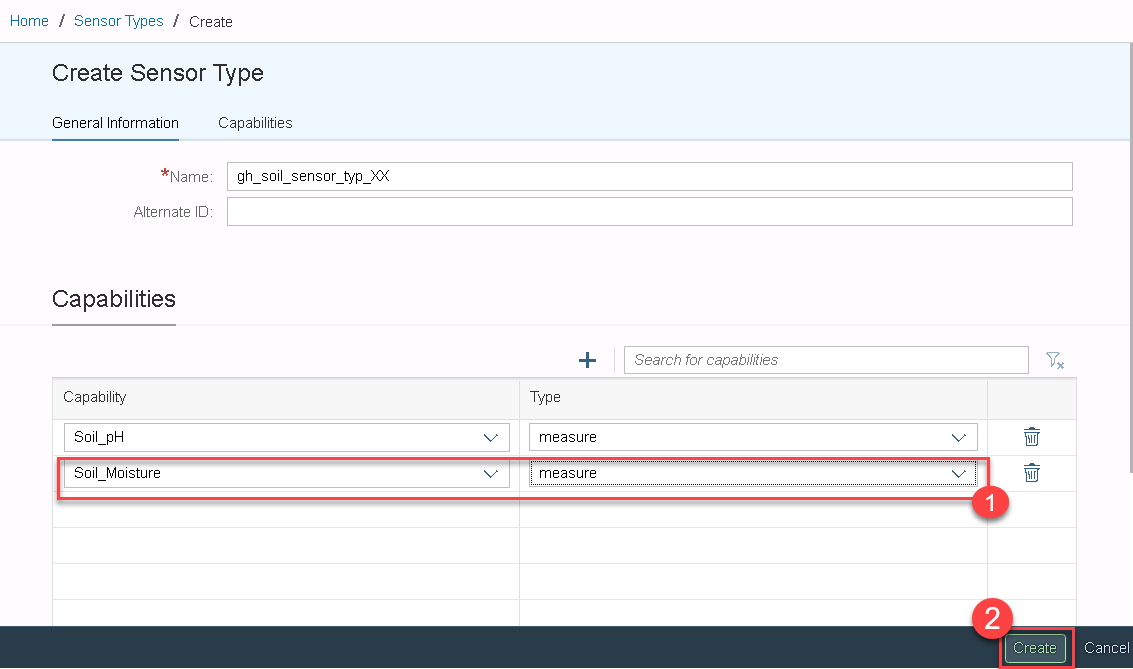 Home / Sensor Types / Create
Create Sensor Type
General Information Capabilities
*Name: gh_soil_sensor_typ_XX
Alternate ID:
Capabilities
Search for capabilities
Capability Type
Soil_pH measure
Soil_Moisture measure
1
2
Create Cancel